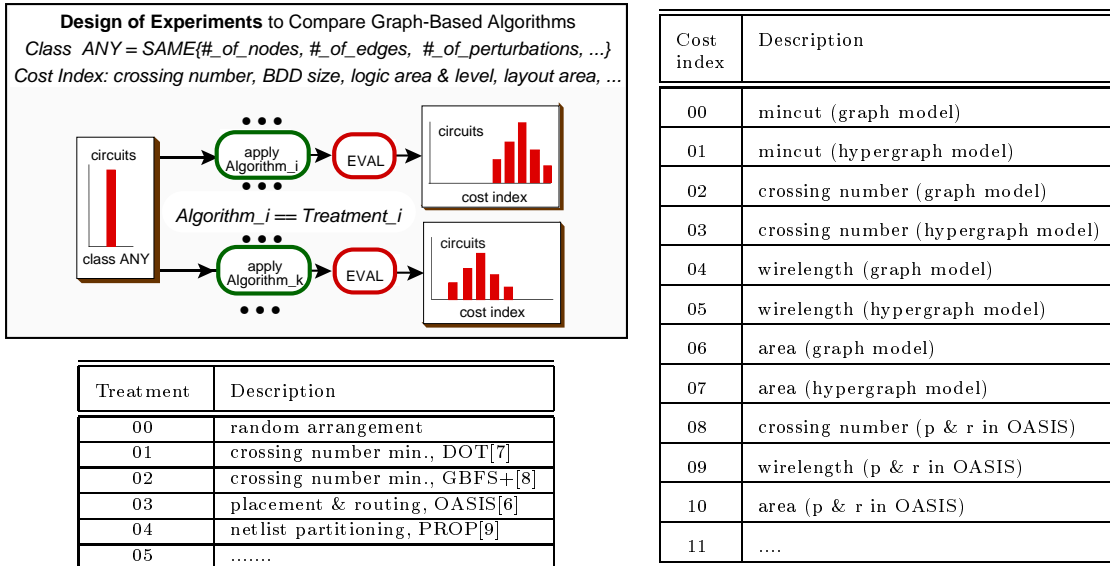 Design of Experiments to Compare Graph-Based Algorithms
Class ANY = SAME{#_of_nodes, #_of_edges, #_of_perturbations, ...}
Cost Index: crossing number, BDD size, logic area & level, layout area, ...
circuits
class ANY
apply
Algorithm_i
EVAL
circuits
cost index
Algorithm_i == Treatment_i
apply
Algorithm_k
EVAL
circuits
cost index
Treatment Description
00 random arrangement
01 crossing number min., DOT[7]
02 crossing number min., GBFS+[8]
03 placement & routing, OASIS[6]
04 netlist partitioning, PROP[9]
05 .......
Cost index Description
00 mincut (graph model)
01 mincut (hypergraph model)
02 crossing number (graph model)
03 crossing number (hypergraph model)
04 wirelength (graph model)
05 wirelength (hypergraph model)
06 area (graph model)
07 area (hypergraph model)
08 crossing number (p & r in OASIS)
09 wirelength (p & r in OASIS)
10 area (p & r in OASIS)
11 ....